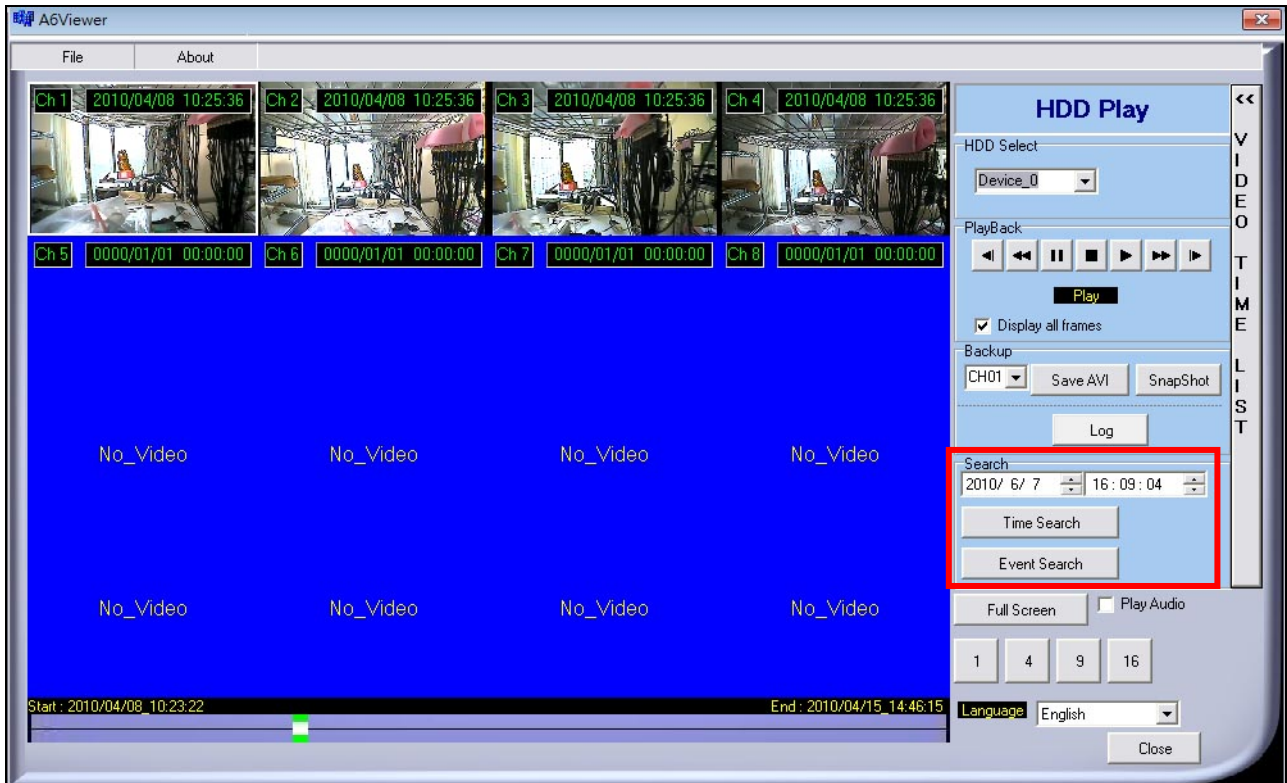 A6Viewer
File About
Ch 1 2010/04/08 10:25:36 Ch 2 2010/04/08 10:25:36 Ch 3 2010/04/08 10:25:36 Ch 4 2010/04/08 10:25:36
Ch 5 0000/01/01 00:00:00 Ch 6 0000/01/01 00:00:00 Ch 7 0000/01/01 00:00:00 Ch 8 0000/01/01 00:00:00
No_Video No_Video No_Video No_Video
No_Video No_Video No_Video No_Video
Start : 2010/04/08_10:23:22 End : 2010/04/15_14:46:15
HDD Play
HDD Select
Device_0
PlayBack
Play
Display all frames
Backup
CH01 Save AVI SnapShot
Log
Search
2010/ 6/ 7 16 : 09 : 04
Time Search
Event Search
Full Screen Play Audio
1 4 9 16
Language English
Close
<<
VIDEO TIME LIST